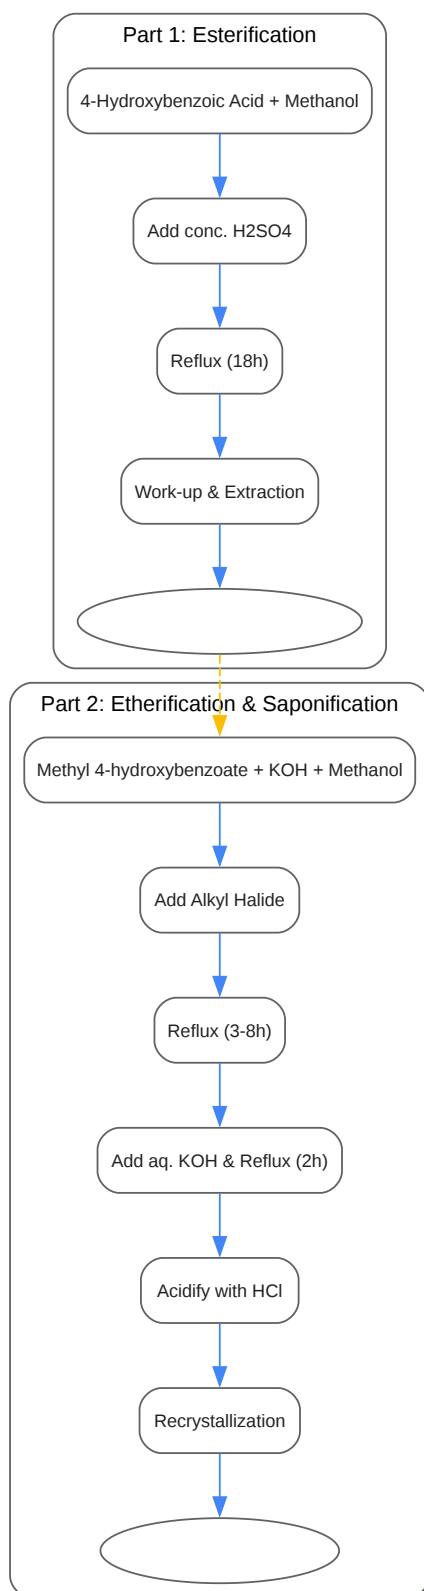 Part 1: Esterification
4-Hydroxybenzoic Acid + Methanol
Add conc. H2SO4
Reflux (18h)
Work-up & Extraction
Part 2: Etherification & Saponification
Methyl 4-hydroxybenzoate + KOH + Methanol
Add Alkyl Halide
Reflux (3-8h)
Add aq. KOH & Reflux (2h)
Acidify with HCl
Recrystallization